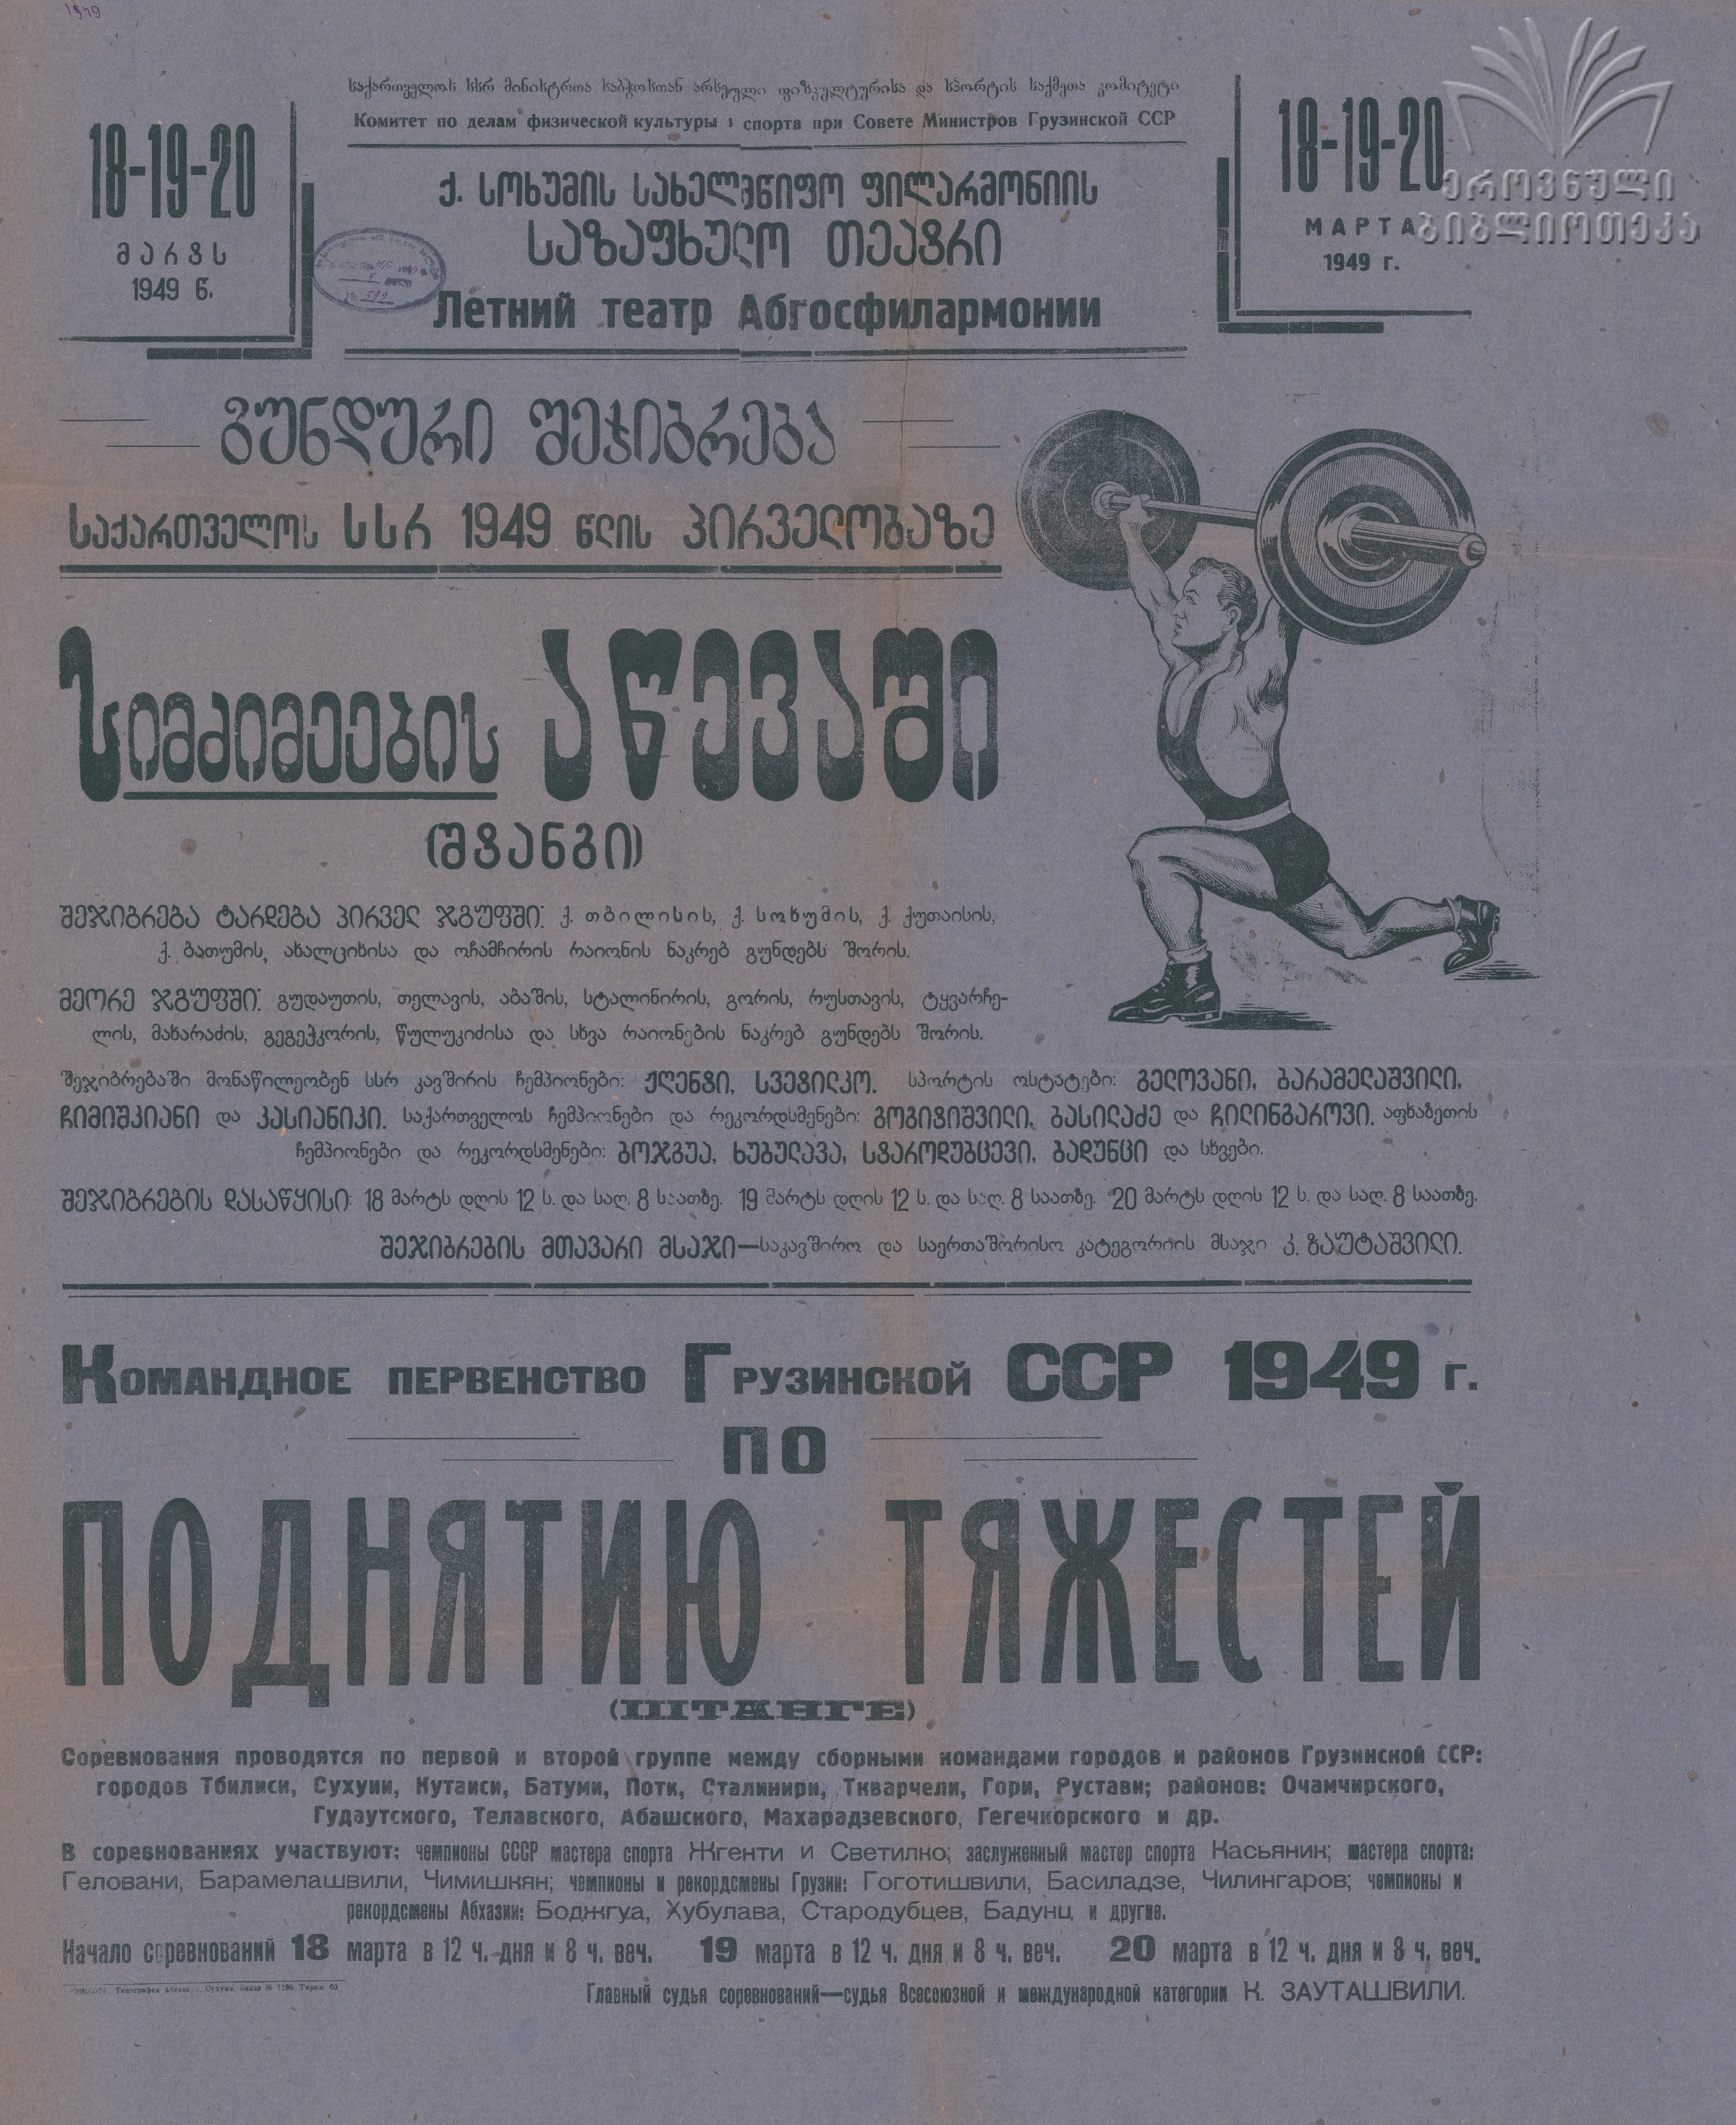 1949
საქართველოს სსრ მინისტრთა საბჭოსთან არსებული ფიზკულტურისა და სპორტის საქმეთა კომიტეტი
Комитет по делам физической культуры и спорта при Совете Министров Грузинской ССР
18-19-20
მარტს
1949 წ.
ქ. სოხუმის სახელმწიფო ფილარმონიის
საზაფხულო თეატრი
Летний театр Абгосфилармонии
18-19-20
МАРТА
1949 г.
ეროვნული
ბიბლიოთეკა
გუნდური შეჯიბრება
საქართველოს სსრ 1949 წლის პირველობაზე
სიმძიმეების აწევაში
(შტანგი)
შეჯიბრება ტარდება პირველ ჯგუფში: ქ. თბილისის, ქ. სოხუმის, ქ. ქუთაისის,
ქ. ბათუმის, ახალციხისა და ოჩამჩირის რაიონის ნაკრებ გუნდებს შორის.
მეორე ჯგუფში: გუდაუთის, თელავის, აბაშის, სტალინირის, გორის, რუსთავის, ტყვარჩე-
ლის, მახარაძის, გეგეჭკორის, წულუკიძისა და სხვა რაიონების ნაკრებ გუნდებს შორის.
შეჯიბრებაში მონაწილეობენ სსრ კავშირის ჩემპიონები: ჟღენტი, სვეტილკო. სპორტის ოსტატები: გელოვანი, ბარამელაშვილი,
ჩიმიშკიანი და კასიანიკი. საქართველოს ჩემპიონები და რეკორდსმენები: გოგიტიშვილი, ბასილაძე და ჩილინგაროვი. აფხაზეთის
ჩემპიონები და რეკორდსმენები: ბოჯგუა, ხუბულავა, სტაროდუბცევი, ბადუნცი და სხვები.
შეჯიბრების დასაწყისი: 18 მარტს დღის 12 ს. და საღ. 8 საათზე. 19 მარტს დღის 12 ს. და საღ. 8 საათზე. 20 მარტს დღის 12 ს. და საღ. 8 საათზე.
შეჯიბრების მთავარი მსაჯი—საკავშირო და საერთაშორისო კატეგორიის მსაჯი კ. ზაუტაშვილი.
Командное первенство Грузинской ССР 1949 г.
по
ПОДНЯТИЮ ТЯЖЕСТЕЙ
(ШТАНГЕ)
Соревнования проводятся по первой и второй группе между сборными командами городов и районов Грузинской ССР:
городов Тбилиси, Сухуми, Кутаиси, Батуми, Поти, Сталинири, Ткварчели, Гори, Рустави; районов: Очамчирского,
Гудаутского, Телавского, Абашского, Махарадзевского, Гегечкорского и др.
В соревнованиях участвуют: чемпионы СССР мастера спорта Жгенти и Светилко; заслуженный мастер спорта Касьяник; мастера спорта:
Геловани, Барамелашвили, Чимишкян; чемпионы и рекордсмены Грузии: Гоготишвили, Басиладзе, Чилингаров; чемпионы и
рекордсмены Абхазии: Боджгуа, Хубулава, Стародубцев, Бадунц и другие.
Начало соревнований 18 марта в 12 ч. дня и 8 ч. веч. 19 марта в 12 ч. дня и 8 ч. веч. 20 марта в 12 ч. дня и 8 ч. веч.
Главный судья соревнований—судья Всесоюзной и международной категории К. ЗАУТАШВИЛИ.
Сухуми, Заказ № 1198. Тираж 60